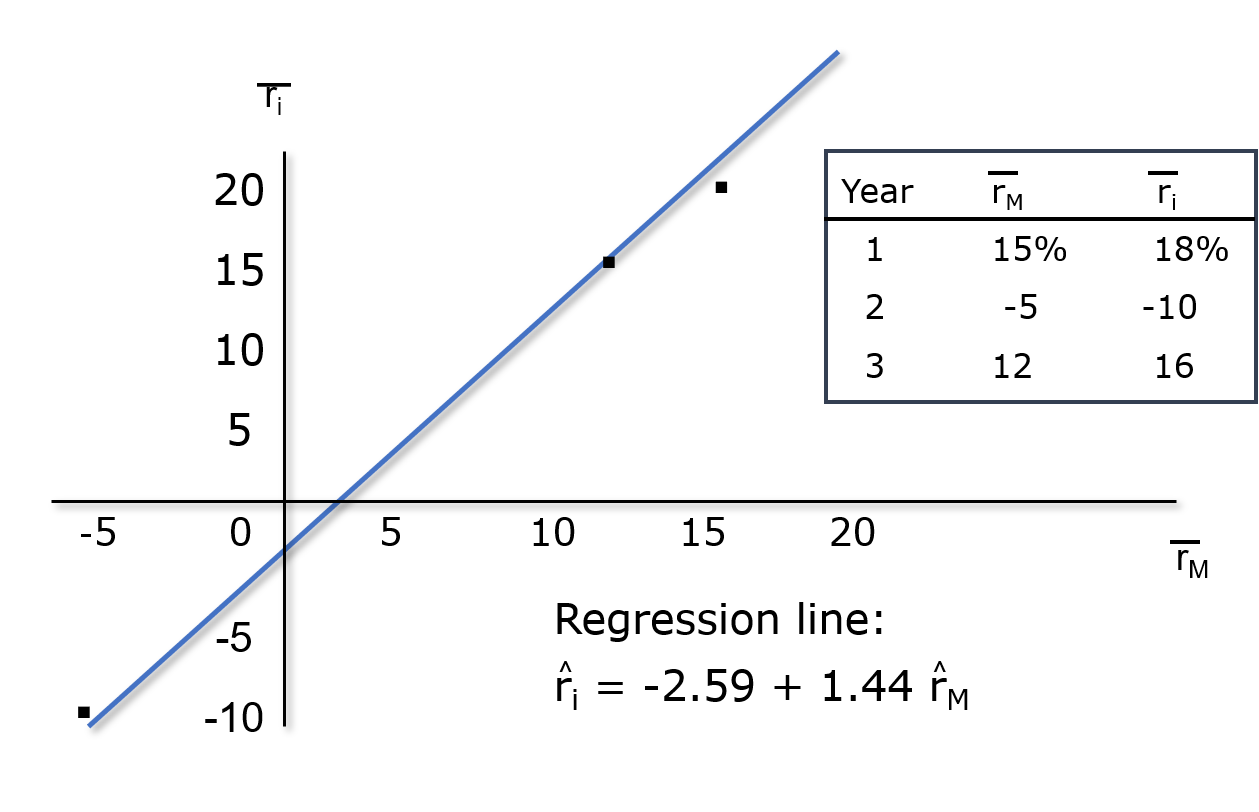 r̅i
20
15
10
5
-5 0 5 10 15 20
r̅M
-5
-10
Year r̅M r̅i
1 15% 18%
2 -5 -10
3 12 16
Regression line:
r̂i = -2.59 + 1.44 r̂M